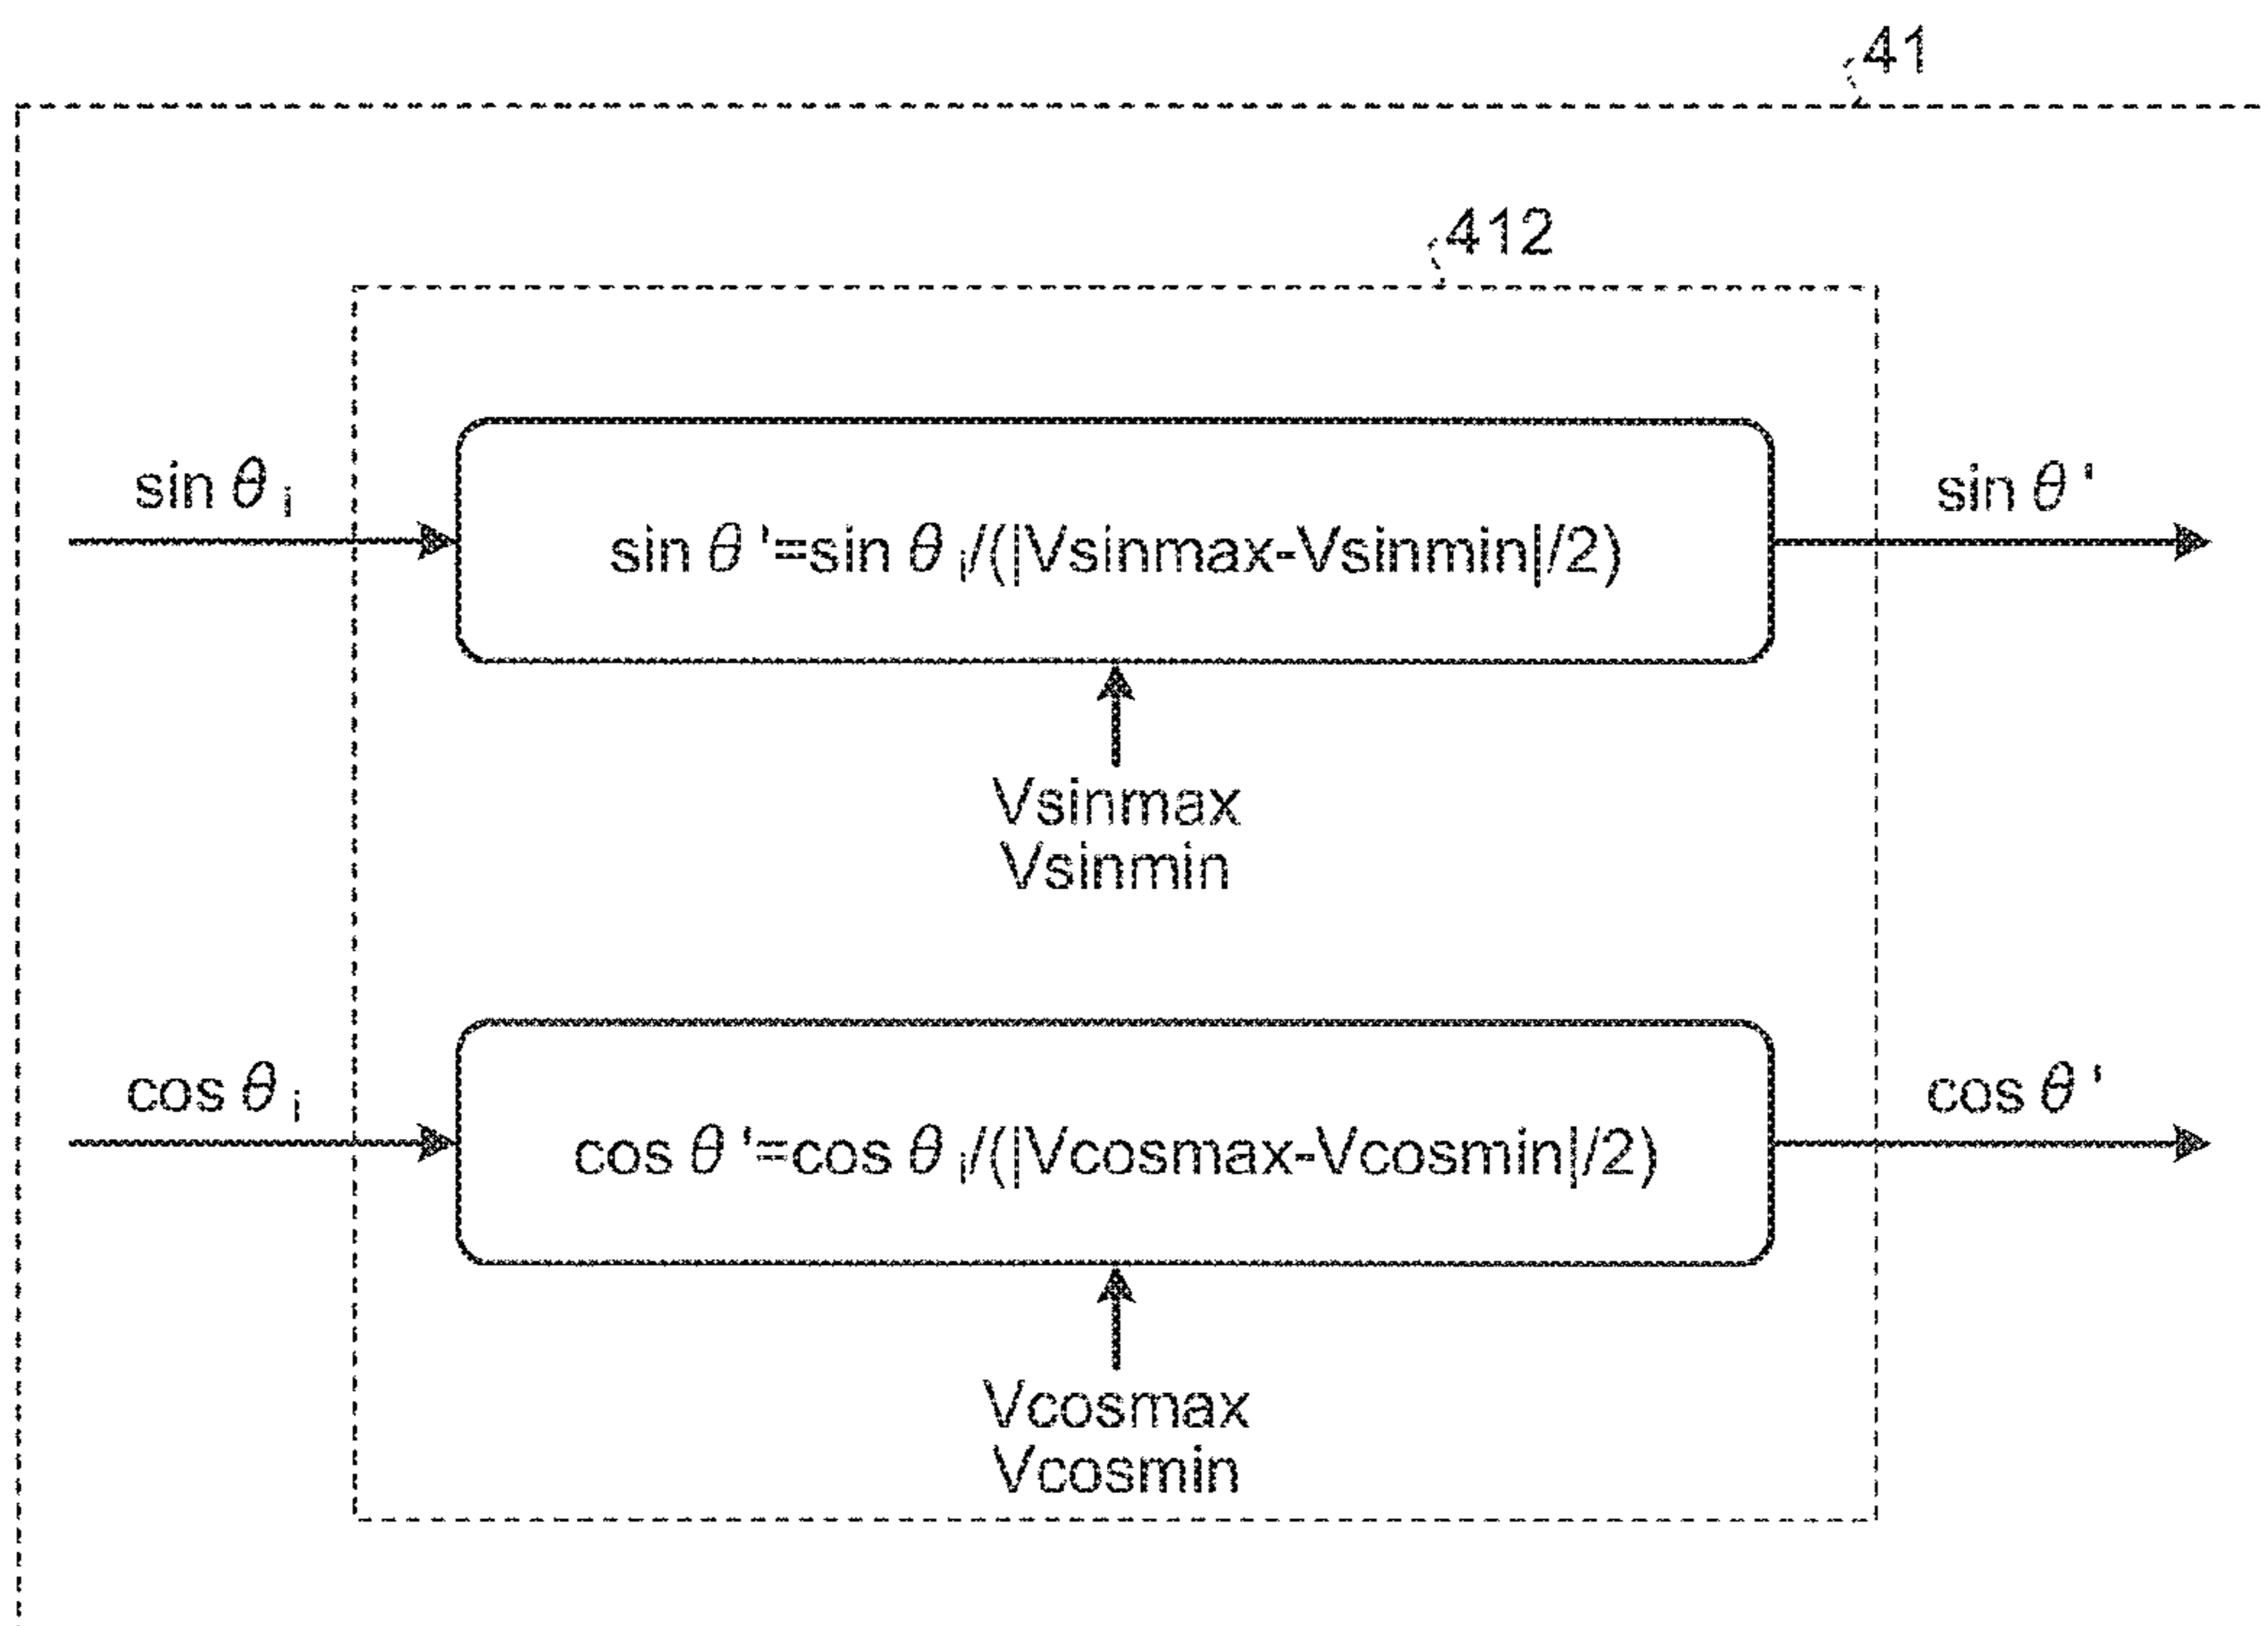 41
412
sin θ i
sin θ '=sin θ i/(|Vsinmax-Vsinmin|/2)
sin θ '
Vsinmax
Vsinmin
cos θ i
cos θ '=cos θ i/(|Vcosmax-Vcosmin|/2)
cos θ '
Vcosmax
Vcosmin